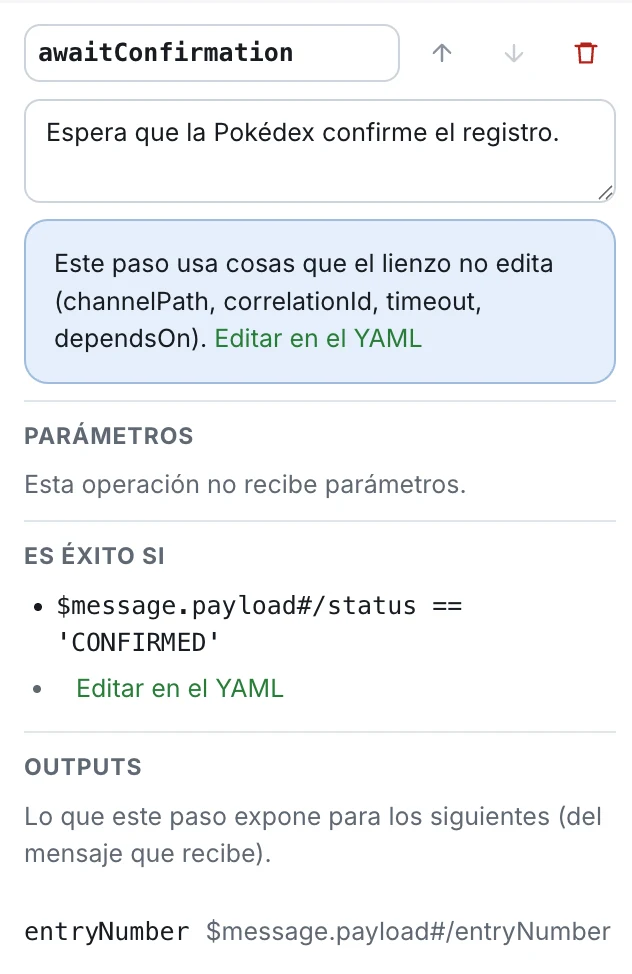 awaitConfirmation
Espera que la Pokédex confirme el registro.
Este paso usa cosas que el lienzo no edita
(channelPath, correlationId, timeout,
dependsOn). Editar en el YAML
PARÁMETROS
Esta operación no recibe parámetros.
ES ÉXITO SI
• $message.payload#/status ==
'CONFIRMED'
• Editar en el YAML
OUTPUTS
Lo que este paso expone para los siguientes (del
mensaje que recibe).
entryNumber $message.payload#/entryNumber